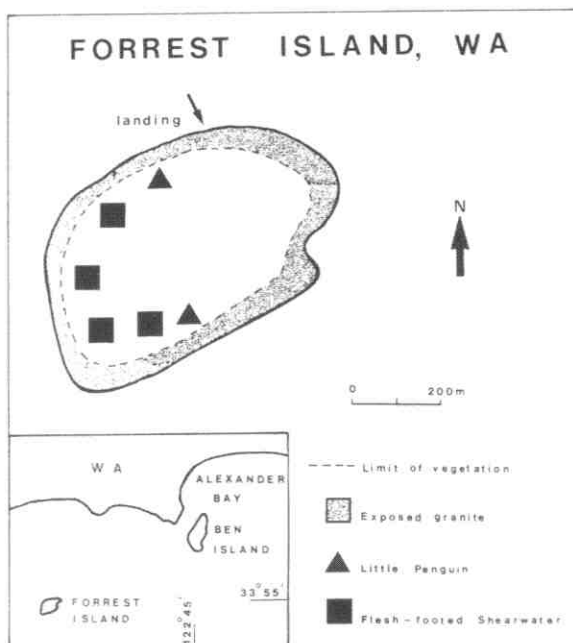 FORREST ISLAND, WA
landing
N
0 200m
WA
ALEXANDER
BAY
BEN
ISLAND
FORREST
ISLAND
33°55'
122°45'
Limit of vegetation
Exposed granite
Little Penguin
Flesh-footed Shearwater